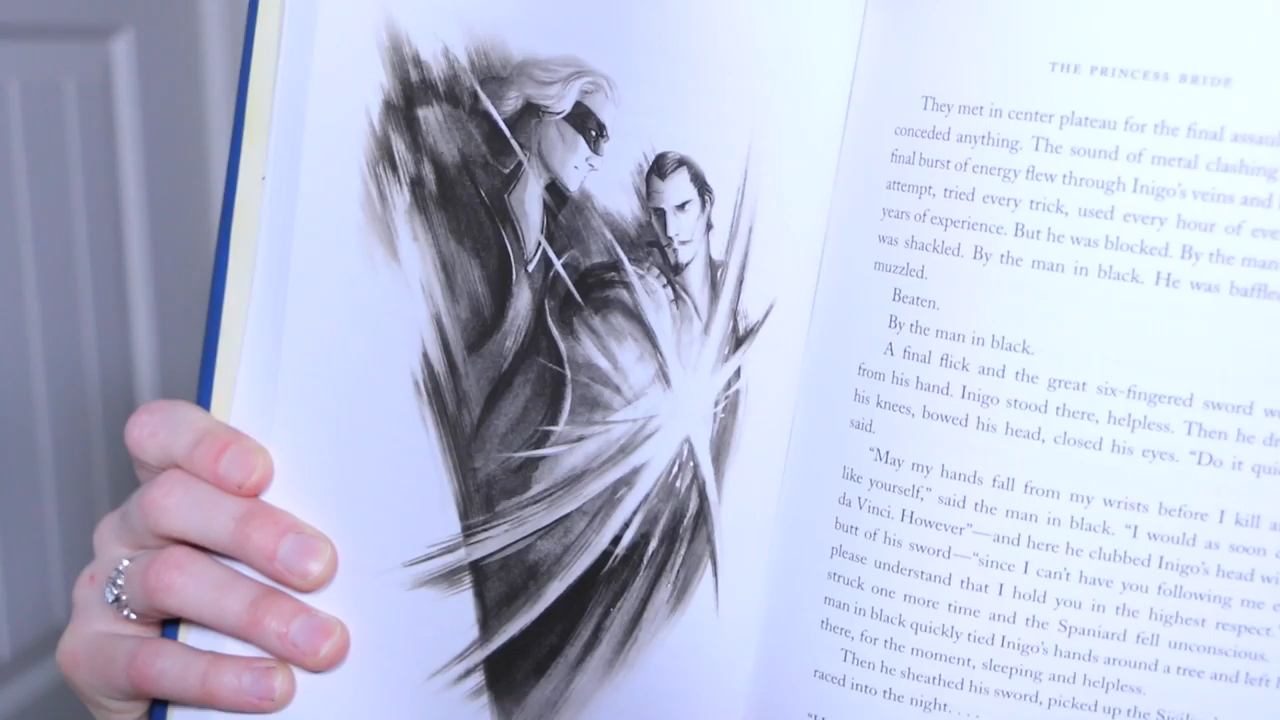 THE PRINCESS BRIDE
They met in center plateau for the final
conceded anything. The sound of metal clashing
final burst of energy flew through Inigo's veins and
attempt, tried every trick, used every hour of
years of experience. But he was blocked. By the man
was shackled. By the man in black. He was
muzzled.
Beaten.
By the man in black.
A final flick and the great six-fingered sword
from his hand. Inigo stood there, helpless. Then he
his knees, bowed his head, closed his eyes. "Do it
said.
"May my hands fall from my wrists before I kill
like yourself," said the man in black. "I would as soon
da Vinci. However"—and here he clubbed Inigo's head
butt of his sword—"since I can't have you following me
please understand that I hold you in the highest respect.
struck one more time and the Spaniard fell unconscious.
man in black quickly tied Inigo's hands around a tree and left
there, for the moment, sleeping and helpless.
Then he sheathed his sword, picked up the
raced into the night. . . .